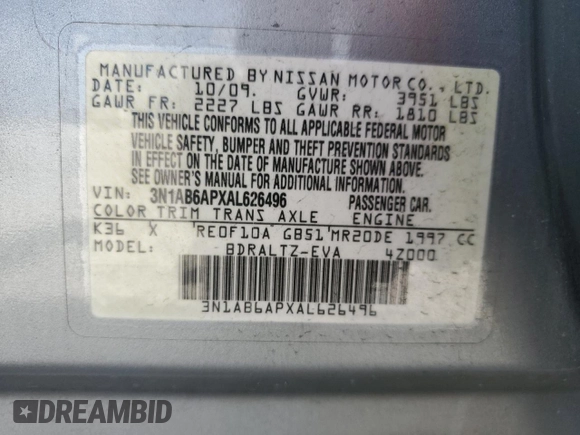 MANUFACTURED BY NISSAN MOTOR CO., LTD.
DATE: 10/09. GVWR: 3951 LBS
GAWR FR: 2227 LBS GAWR RR: 1810 LBS
THIS VEHICLE CONFORMS TO ALL APPLICABLE FEDERAL MOTOR
VEHICLE SAFETY, BUMPER AND THEFT PREVENTION STANDARDS
IN EFFECT ON THE DATE OF MANUFACTURE SHOWN ABOVE.
SEE OWNER'S MANUAL FOR ADDITIONAL INFORMATION.
VIN: 3N1AB6APXAL626496 PASSENGER CAR.
COLOR TRIM TRANS AXLE ENGINE
K36 X RE0F10A GB51 MR20DE 1997 CC
MODEL: BDRALTZ-EVA 4Z000
3N1AB6APXAL626496
DREAMBID